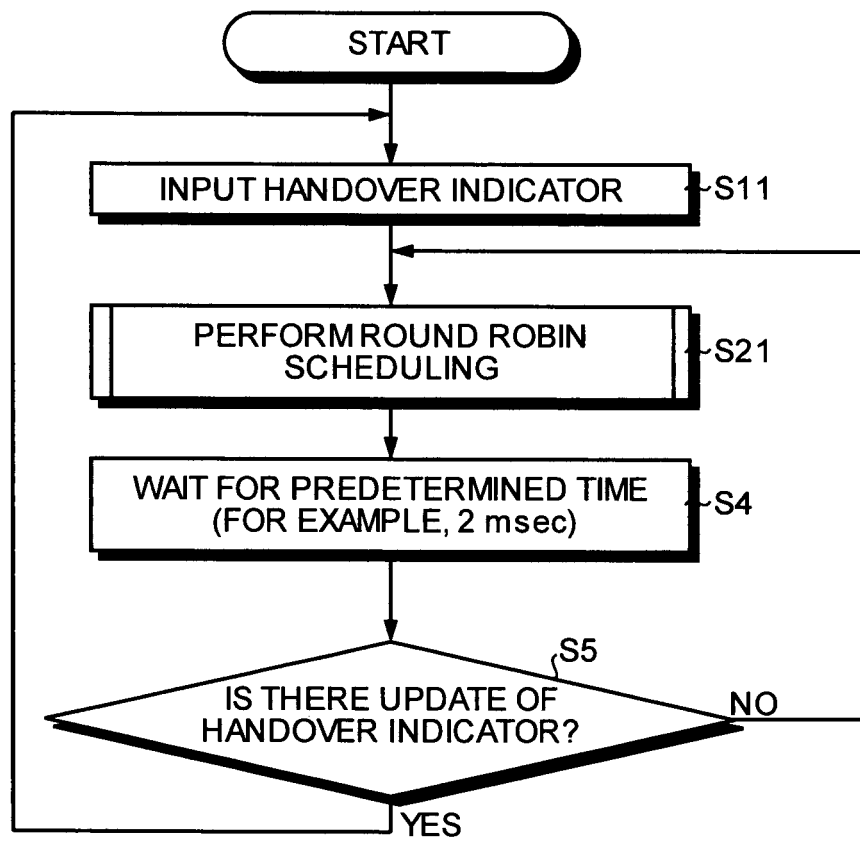 START
INPUT HANDOVER INDICATOR
S11
PERFORM ROUND ROBIN
SCHEDULING
S21
WAIT FOR PREDETERMINED TIME
(FOR EXAMPLE, 2 msec)
S4
S5
IS THERE UPDATE OF
HANDOVER INDICATOR?
NO
YES